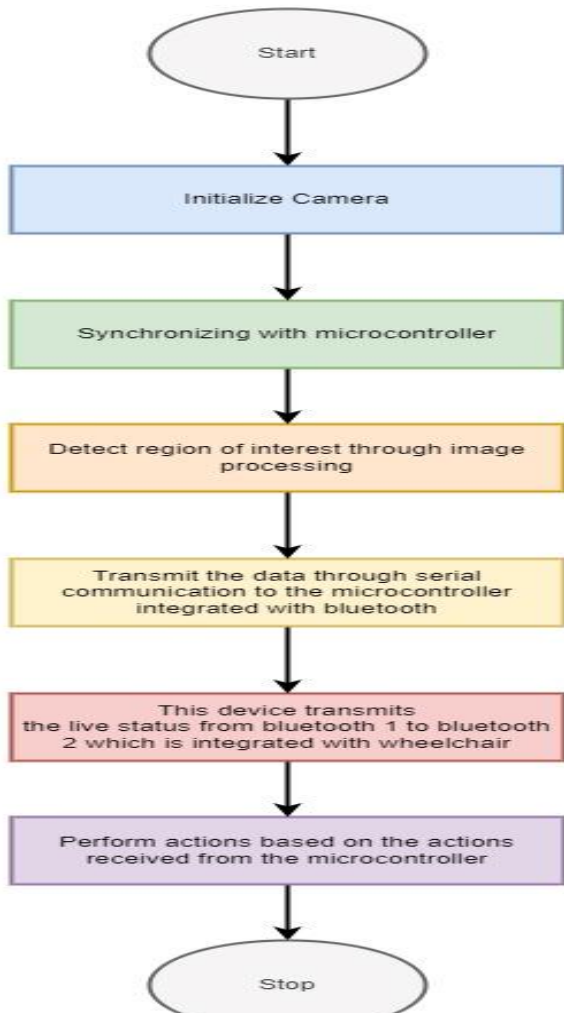 Start
Initialize Camera
Synchronizing with microcontroller
Detect region of interest through image
processing
Transmit the data through serial
communication to the microcontroller
integrated with bluetooth
This device transmits
the live status from bluetooth 1 to bluetooth
2 which is integrated with wheelchair
Perform actions based on the actions
received from the microcontroller
Stop